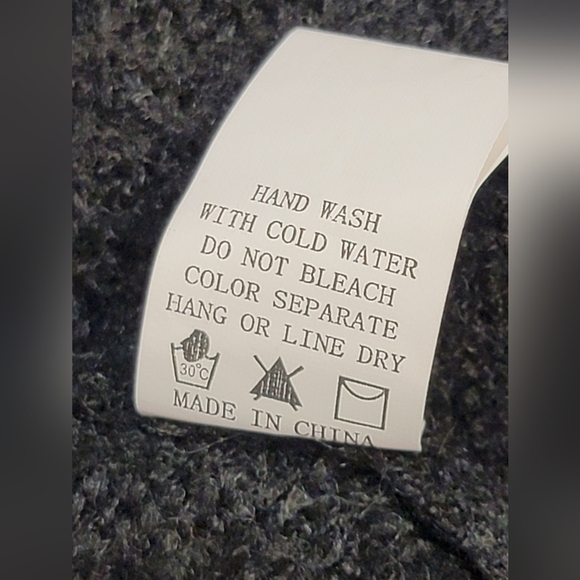 HAND WASH
WITH COLD WATER
DO NOT BLEACH
COLOR SEPARATE
HANG OR LINE DRY
30°C
MADE IN CHINA